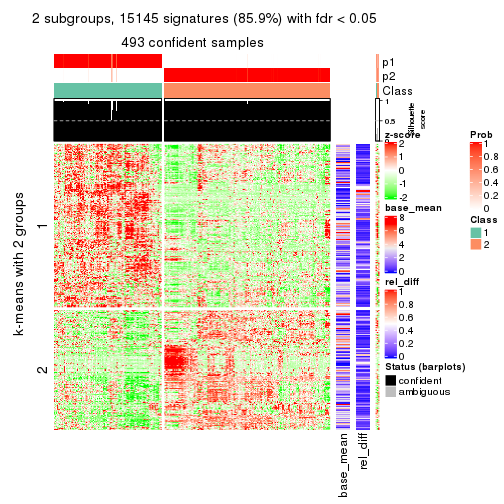 2 subgroups, 15145 signatures (85.9%) with fdr < 0.05
493 confident samples
p1
p2
Class
1
0.5
0
Silhouette
score
k-means with 2 groups
1
2
base_mean
rel_diff
z-score
2
1
0
-1
-2
base_mean
8
6
4
2
0
rel_diff
1
0.8
0.6
0.4
0.2
0
Status (barplots)
confident
ambiguous
Prob
1
0.8
0.6
0.4
0.2
0
Class
1
2